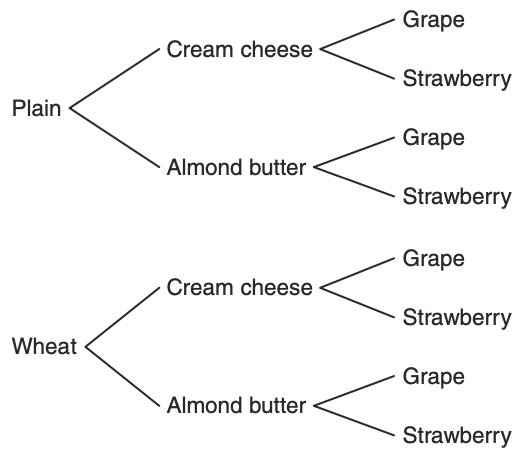 Grape
Cream cheese
Strawberry
Plain
Grape
Almond butter
Strawberry
Grape
Cream cheese
Strawberry
Wheat
Grape
Almond butter
Strawberry